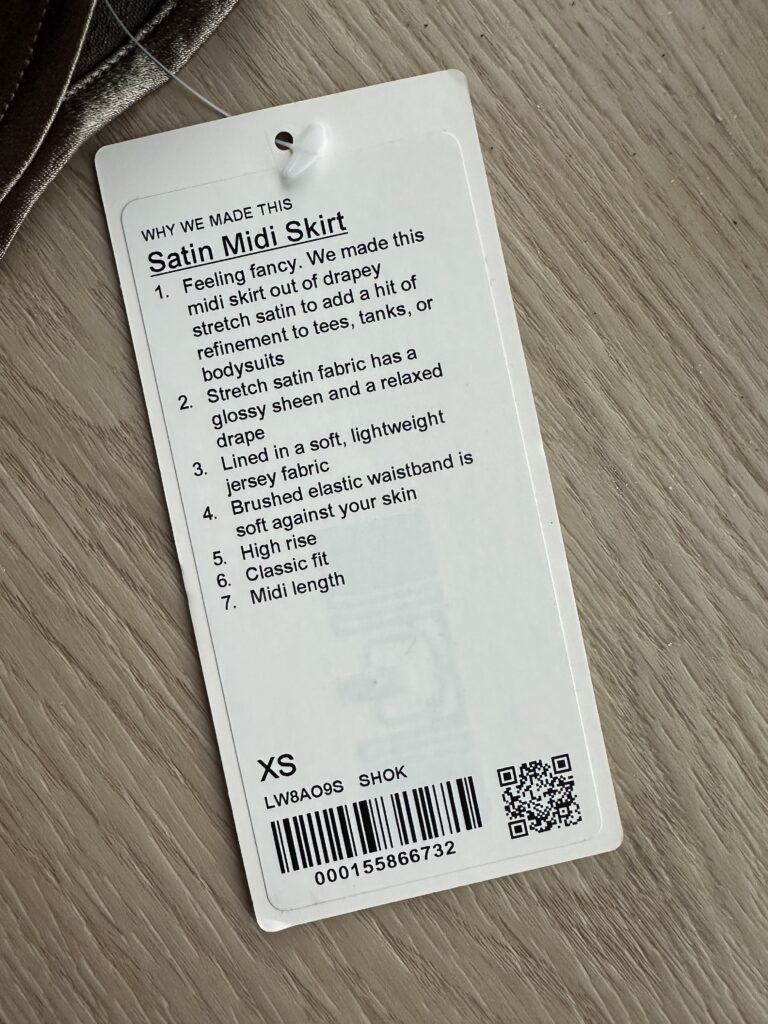 WHY WE MADE THIS
Satin Midi Skirt
1. Feeling fancy. We made this
midi skirt out of drapey
stretch satin to add a hit of
refinement to tees, tanks, or
bodysuits
2. Stretch satin fabric has a
glossy sheen and a relaxed
drape
3. Lined in a soft, lightweight
jersey fabric
4. Brushed elastic waistband is
soft against your skin
5. High rise
6. Classic fit
7. Midi length
XS
LW8AO9S SHOK
000155866732